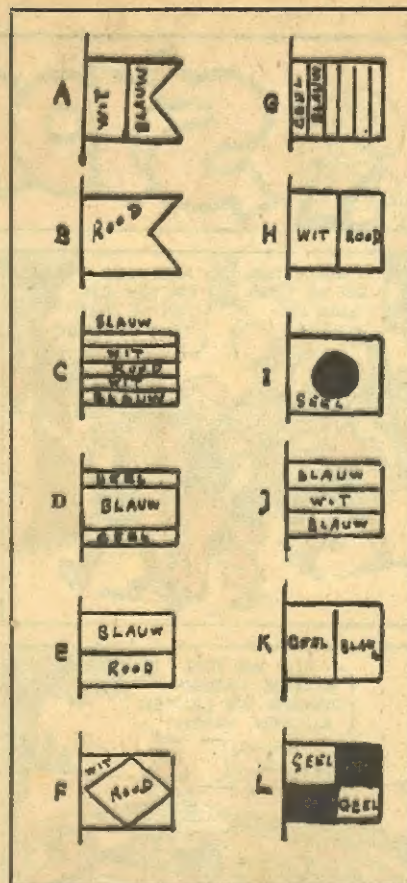 A WIT BLAUW
B ROOD
BLAUW
WIT
C ROOD
WIT
BLAUW
GEEL
D BLAUW
GEEL
BLAUW
E
ROOD
WIT
F ROOD
G GEEL BLAUW
H WIT ROOD
I
GEEL
BLAUW
J WIT
BLAUW
K GEEL BLAUW
GEEL
L
GEEL